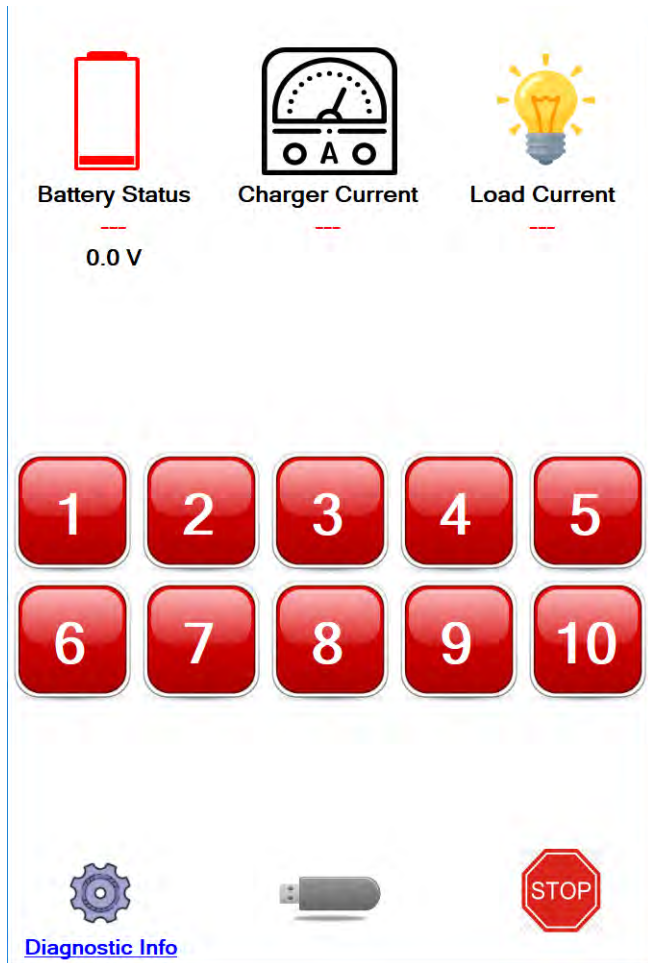 A
Battery Status Charger Current Load Current
--- --- ---
0.0 V
1 2 3 4 5
6 7 8 9 10
STOP
Diagnostic Info